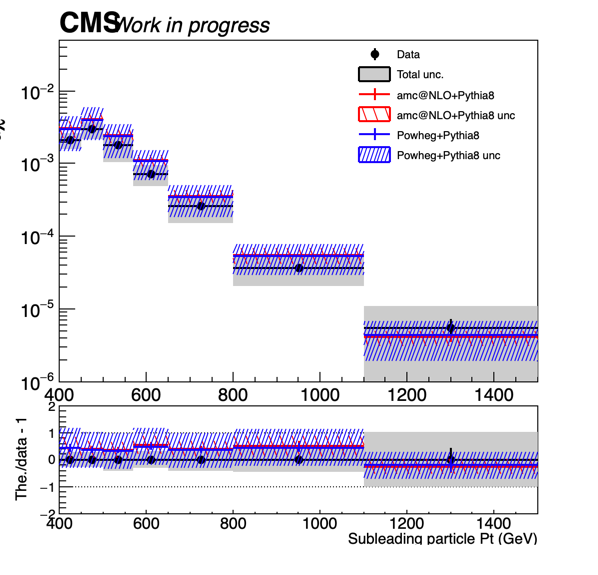 CMS Work in progress
Data
Total unc.
amc@NLO+Pythia8
amc@NLO+Pythia8 unc
Powheg+Pythia8
Powheg+Pythia8 unc
10⁻²
10⁻³
10⁻⁴
10⁻⁵
10⁻⁶
400 600 800 1000 1200 1400
The./data - 1
2
1
0
−1
−2
400 600 800 1000 1200 1400
Subleading particle Pt (GeV)